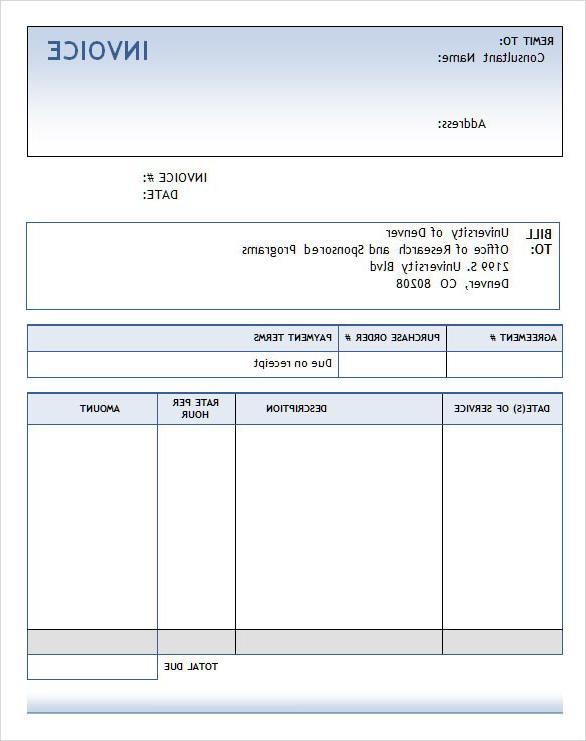 REMIT TO:
INVOICE
Consultant Name:
Address:
INVOICE #:
DATE:
BILL TO:
University of Denver
Office of Research and Sponsored Programs
2199 S. University Blvd
Denver, CO 80208
AGREEMENT # PURCHASE ORDER # PAYMENT TERMS
Due on receipt
DATE(S) OF SERVICE DESCRIPTION RATE PER HOUR AMOUNT
TOTAL DUE